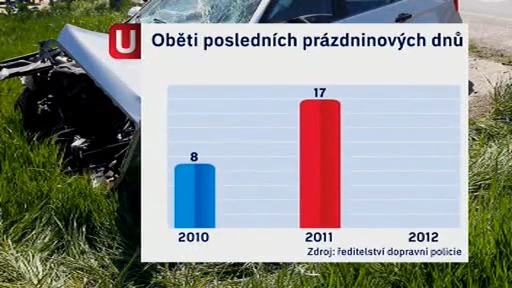 U
Oběti posledních prázdninových dnů
17
8
2010 2011 2012
Zdroj: ředitelství dopravní policie